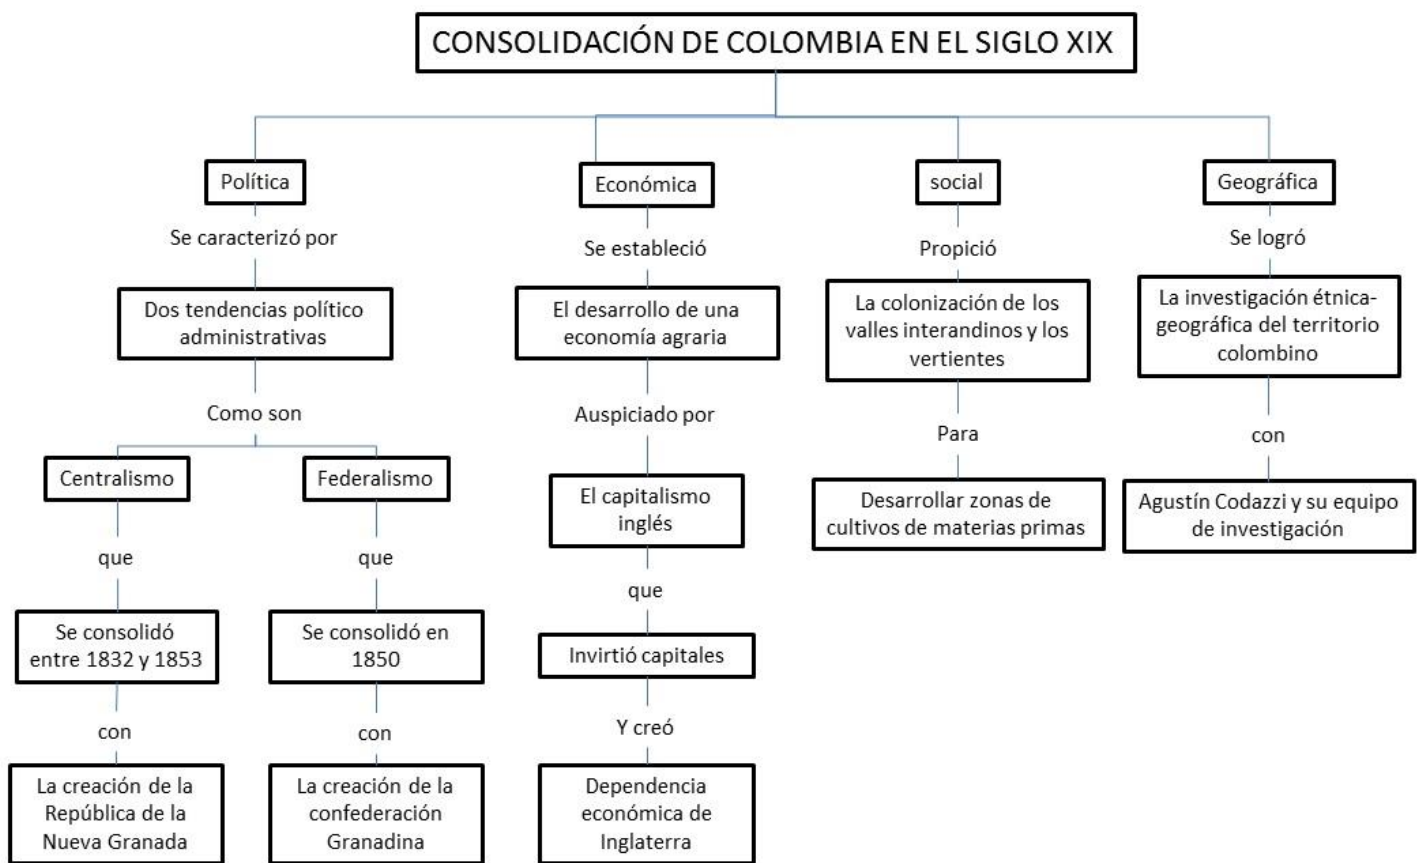 CONSOLIDACIÓN DE COLOMBIA EN EL SIGLO XIX
Política
Se caracterizó por
Dos tendencias político
administrativas
Como son
Centralismo
que
Se consolidó
entre 1832 y 1853
con
La creación de la
República de la
Nueva Granada
Federalismo
que
Se consolidó en
1850
con
La creación de la
confederación
Granadina
Económica
Se estableció
El desarrollo de una
economía agraria
Auspiciado por
El capitalismo
inglés
que
Invirtió capitales
Y creó
Dependencia
económica de
Inglaterra
social
Propició
La colonización de los
valles interandinos y los
vertientes
Para
Desarrollar zonas de
cultivos de materias primas
Geográfica
Se logró
La investigación étnica-
geográfica del territorio
colombino
con
Agustín Codazzi y su equipo
de investigación